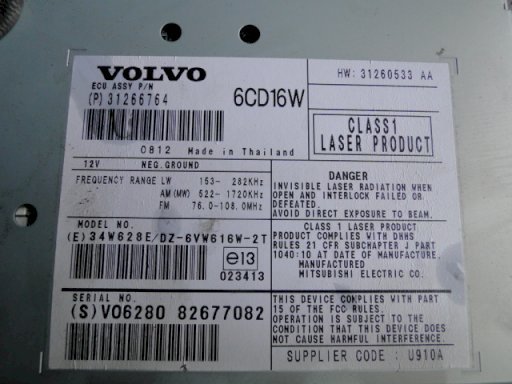 VOLVO
HW: 31260533 AA
ECU ASSY P/N
(P) 31266764
6CD16W
CLASS1
LASER PRODUCT
0812 Made in Thailand
12V NEG.GROUND
FREQUENCY RANGE LW 153- 282KHz
AM(MW) 522- 1720KHz
FM 76.0-108.0MHz
DANGER
INVISIBLE LASER RADIATION WHEN
OPEN AND INTERLOCK FAILED OR
DEFEATED.
AVOID DIRECT EXPOSURE TO BEAM.
MODEL NO.
(E)34W628E/DZ-6VW616W-2T
e13
023413
CLASS 1 LASER PRODUCT
PRODUCT COMPLIES WITH DHHS
RULES 21 CFR SUBCHAPTER J PART
1040:10 AT DATE OF MANUFACTURE.
MANUFACTURED
MITSUBISHI ELECTRIC CO.
SERIAL NO.
(S)VO6280 82677082
THIS DEVICE COMPLIES WITH PART
15 OF THE FCC RULES.
OPERATION IS SUBJECT TO THE
CONDITION THAT THIS DEVICE DOES
NOT CAUSE HARMFUL INTERFERENCE
SUPPLIER CODE : U910A